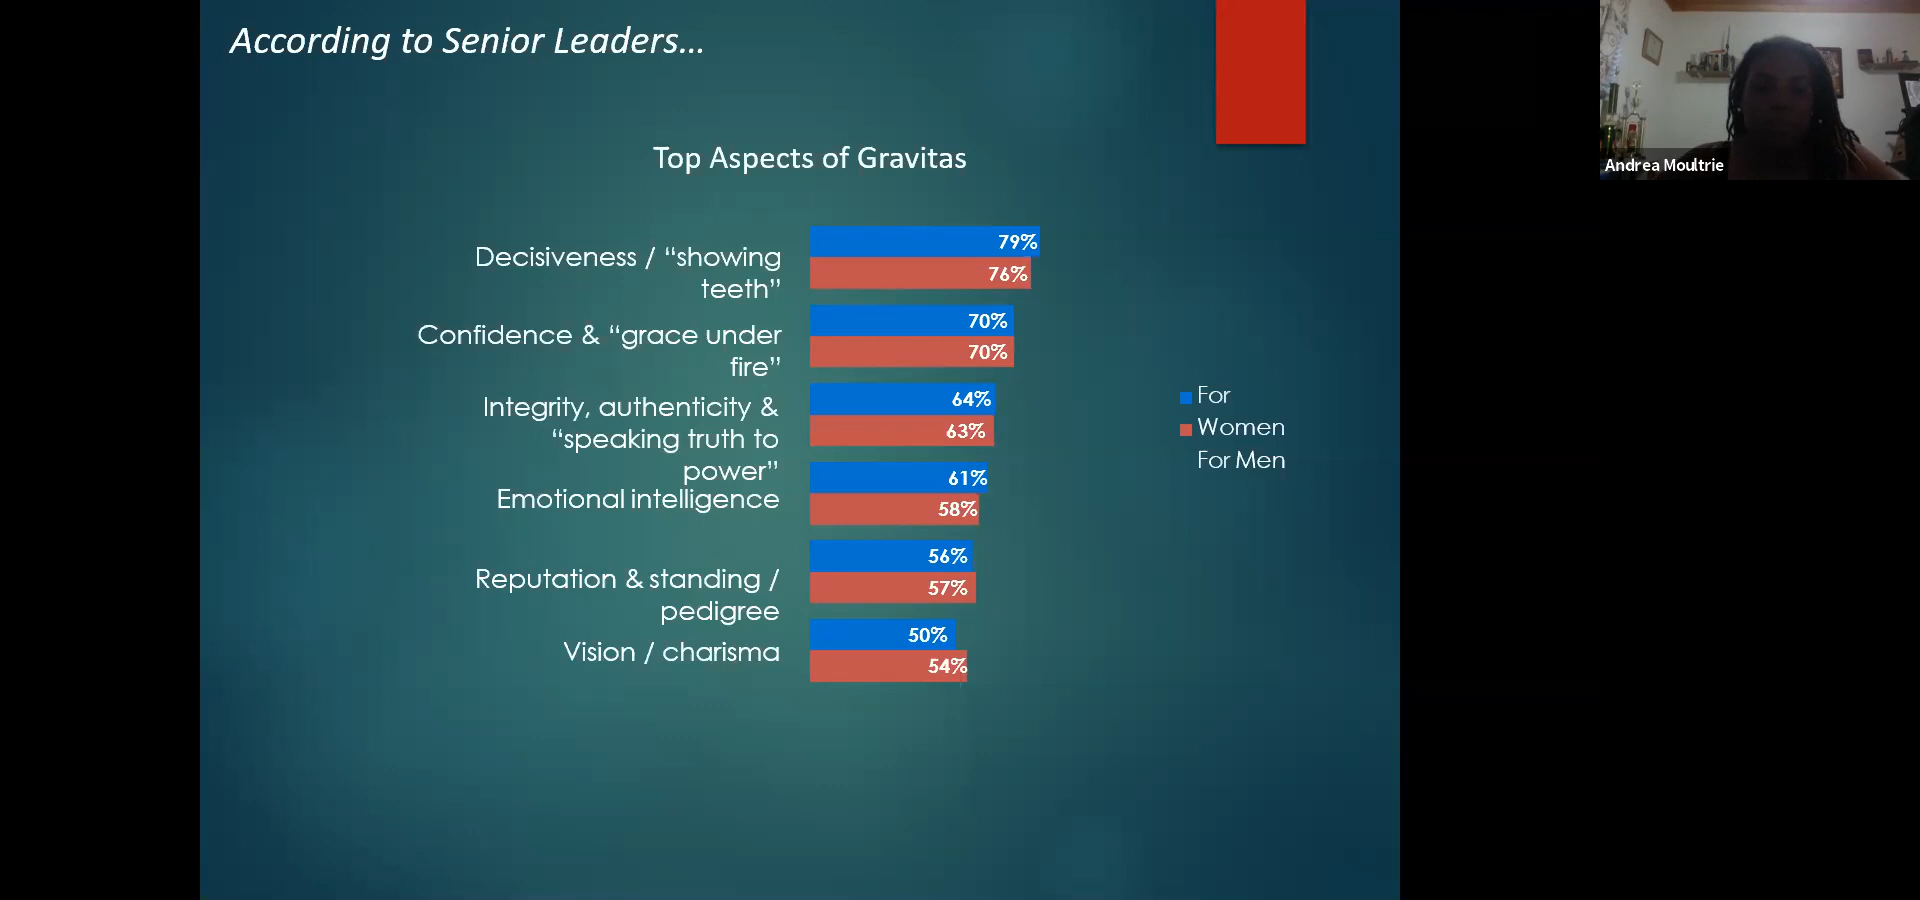 According to Senior Leaders...
Andrea Moultrie
Top Aspects of Gravitas
Decisiveness / “showing
teeth”
79%
76%
Confidence & “grace under
fire”
70%
70%
Integrity, authenticity &
“speaking truth to
power”
64%
63%
Emotional intelligence
61%
58%
Reputation & standing /
pedigree
56%
57%
Vision / charisma
50%
54%
For
Women
For Men